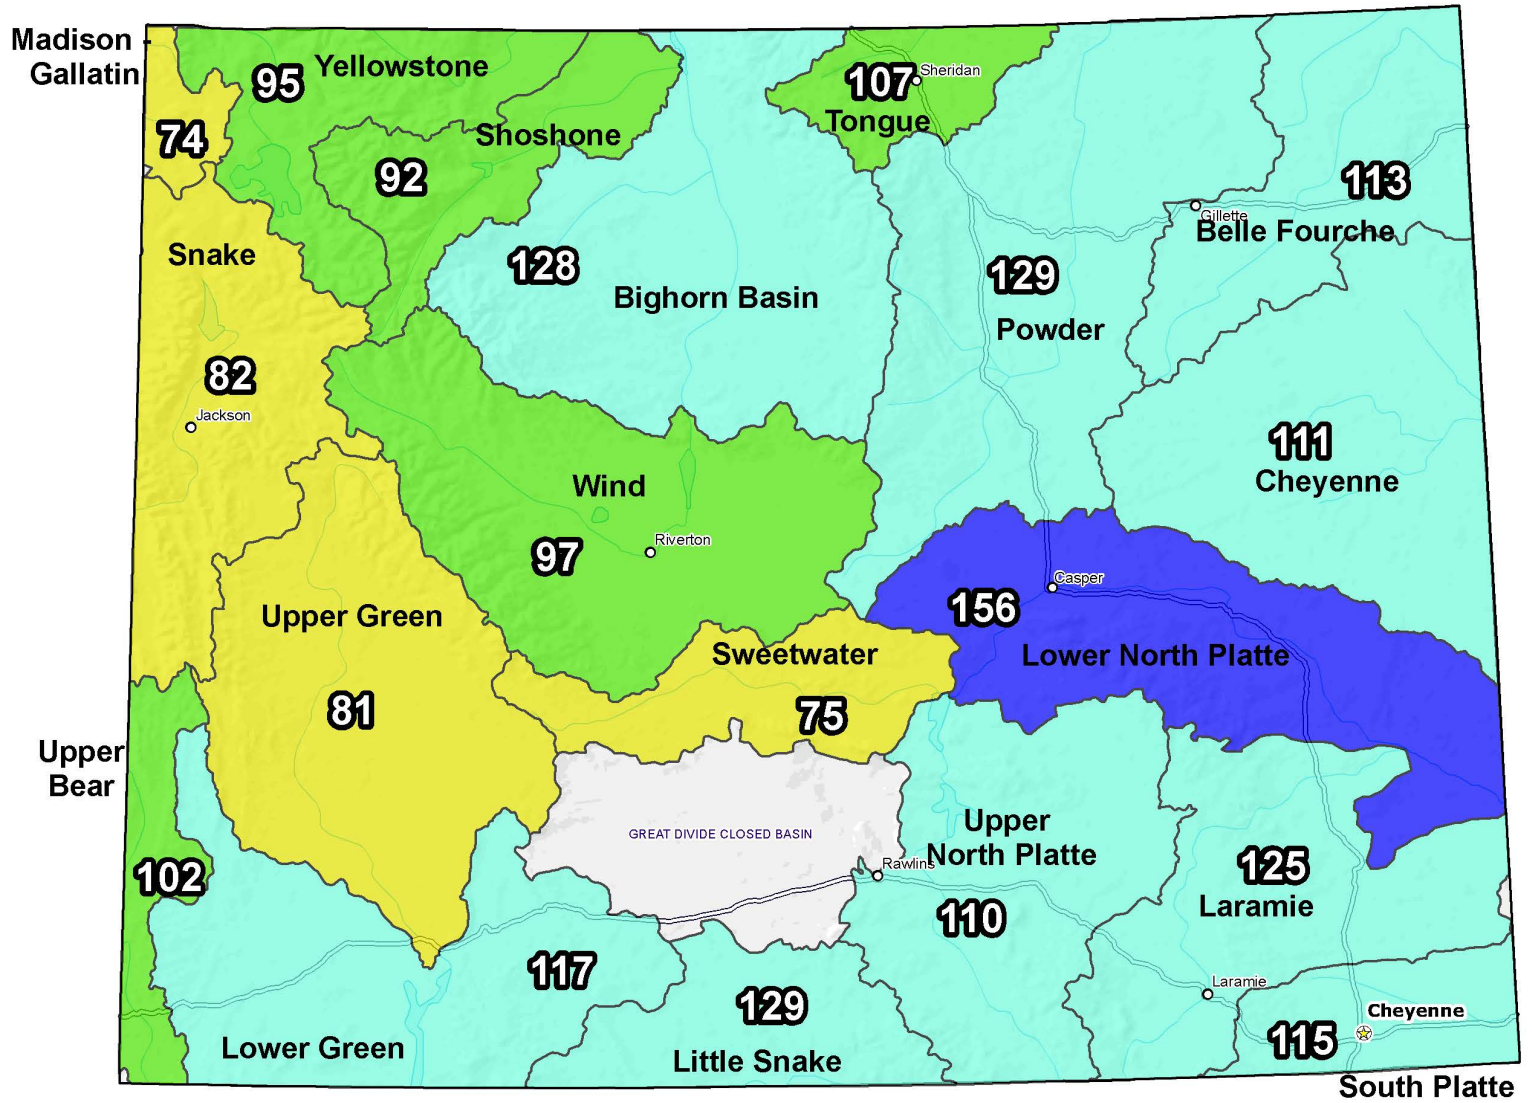 Madison
Gallatin
95
Yellowstone
107
Sheridan
Tongue
74
Shoshone
92
113
Gillette
Belle Fourche
Snake
128
Bighorn Basin
129
Powder
82
Jackson
111
Cheyenne
Wind
97
Riverton
Casper
156
Lower North Platte
Upper Green
81
Sweetwater
75
Upper
Bear
GREAT DIVIDE CLOSED BASIN
Upper
North Platte
Rawlins
102
125
Laramie
110
117
129
Little Snake
Lower Green
Laramie
Cheyenne
115
South Platte